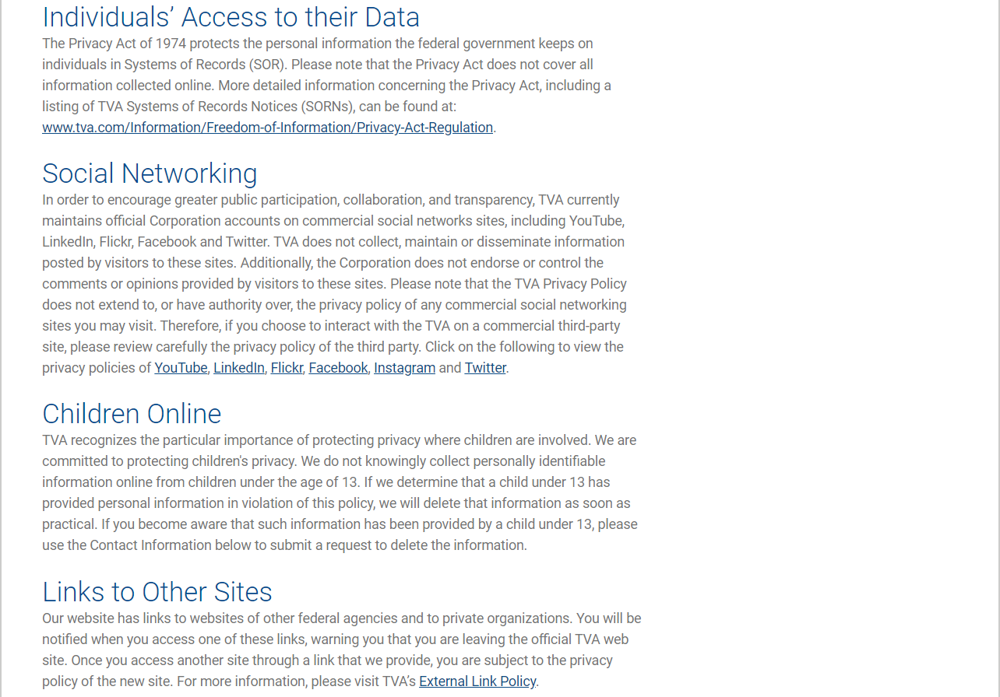 Individuals’ Access to their Data
The Privacy Act of 1974 protects the personal information the federal government keeps on
individuals in Systems of Records (SOR). Please note that the Privacy Act does not cover all
information collected online. More detailed information concerning the Privacy Act, including a
listing of TVA Systems of Records Notices (SORNs), can be found at:
www.tva.com/Information/Freedom-of-Information/Privacy-Act-Regulation.
Social Networking
In order to encourage greater public participation, collaboration, and transparency, TVA currently
maintains official Corporation accounts on commercial social networks sites, including YouTube,
LinkedIn, Flickr, Facebook and Twitter. TVA does not collect, maintain or disseminate information
posted by visitors to these sites. Additionally, the Corporation does not endorse or control the
comments or opinions provided by visitors to these sites. Please note that the TVA Privacy Policy
does not extend to, or have authority over, the privacy policy of any commercial social networking
sites you may visit. Therefore, if you choose to interact with the TVA on a commercial third-party
site, please review carefully the privacy policy of the third party. Click on the following to view the
privacy policies of YouTube, LinkedIn, Flickr, Facebook, Instagram and Twitter.
Children Online
TVA recognizes the particular importance of protecting privacy where children are involved. We are
committed to protecting children's privacy. We do not knowingly collect personally identifiable
information online from children under the age of 13. If we determine that a child under 13 has
provided personal information in violation of this policy, we will delete that information as soon as
practical. If you become aware that such information has been provided by a child under 13, please
use the Contact Information below to submit a request to delete the information.
Links to Other Sites
Our website has links to websites of other federal agencies and to private organizations. You will be
notified when you access one of these links, warning you that you are leaving the official TVA web
site. Once you access another site through a link that we provide, you are subject to the privacy
policy of the new site. For more information, please visit TVA’s External Link Policy.